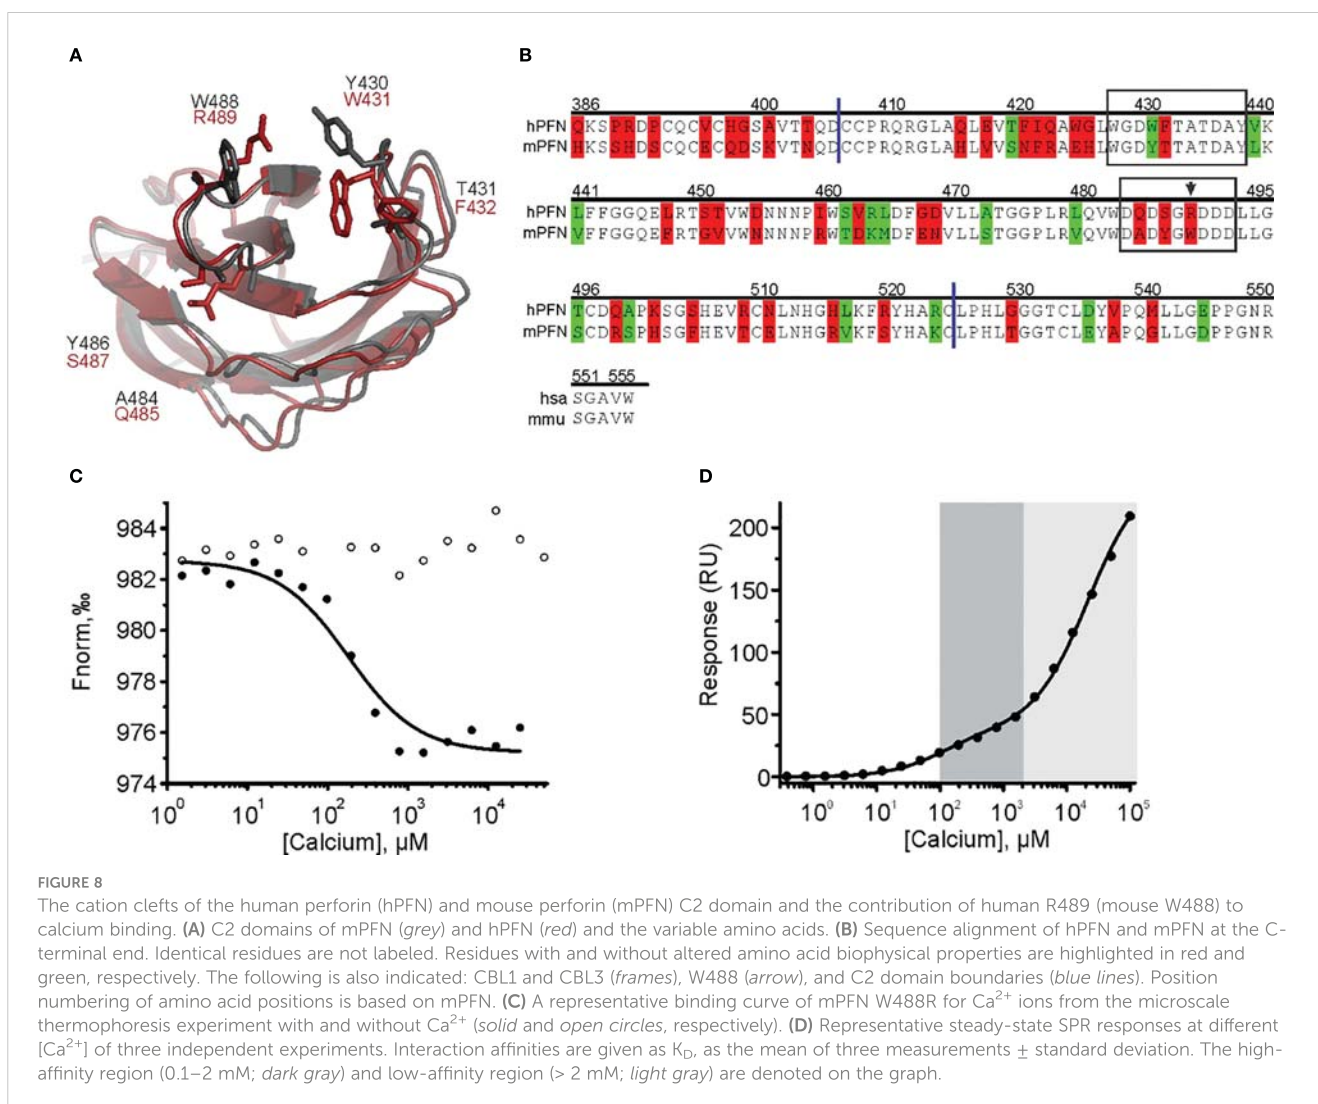 A
W488
R489
Y430
W431
T431
F432
Y486
S487
A484
Q485
B
386 400 410 420 430 440
hPFN QKSPRDPCQCVCHGSAVTTQDCCPRQRGLAQLEVTFIQAWGLWGDWFTATDAYVK
mPFN HKSSHDSCQCECQDSKVTNQDCCPRQRGLAHLVVSNFRAEHLWGDYTTATDAYLK
441 450 460 470 480 495
hPFN LFFGGQELRTSTVWDNNNPIWSVRLDFGDVLLATGGPLRLQVWDQDSGRDDDLLG
mPFN VFFGGQEFRTGVVWNNNNPRWTDKMDFENVLLSTGGPLRVQVWDADYGWDDDLLG
496 510 520 530 540 550
hPFN TCDQAPKSGSHEVRCNLNHGHLKFRYHARCLPHLGGGTCLDYVPQMLLGEPPGNR
mPFN SCDRSPHSGFHEVTCELNHGRVKFSYHAKCLPHLTGGTCLEYAPQLLLGDPPGNR
551 555
hsa SGAVW
mmu SGAVW
C
984
982
980
978
976
974
Fnorm,‰
10⁰ 10¹ 10² 10³ 10⁴
[Calcium], µM
D
200
150
100
50
0
Response (RU)
10⁰ 10¹ 10² 10³ 10⁴ 10⁵
[Calcium], µM
FIGURE 8
The cation clefts of the human perforin (hPFN) and mouse perforin (mPFN) C2 domain and the contribution of human R489 (mouse W488) to
calcium binding. (A) C2 domains of mPFN (grey) and hPFN (red) and the variable amino acids. (B) Sequence alignment of hPFN and mPFN at the C-
terminal end. Identical residues are not labeled. Residues with and without altered amino acid biophysical properties are highlighted in red and
green, respectively. The following is also indicated: CBL1 and CBL3 (frames), W488 (arrow), and C2 domain boundaries (blue lines). Position
numbering of amino acid positions is based on mPFN. (C) A representative binding curve of mPFN W488R for Ca²⁺ ions from the microscale
thermophoresis experiment with and without Ca²⁺ (solid and open circles, respectively). (D) Representative steady-state SPR responses at different
[Ca²⁺] of three independent experiments. Interaction affinities are given as K_D, as the mean of three measurements ± standard deviation. The high-
affinity region (0.1–2 mM; dark gray) and low-affinity region (> 2 mM; light gray) are denoted on the graph.